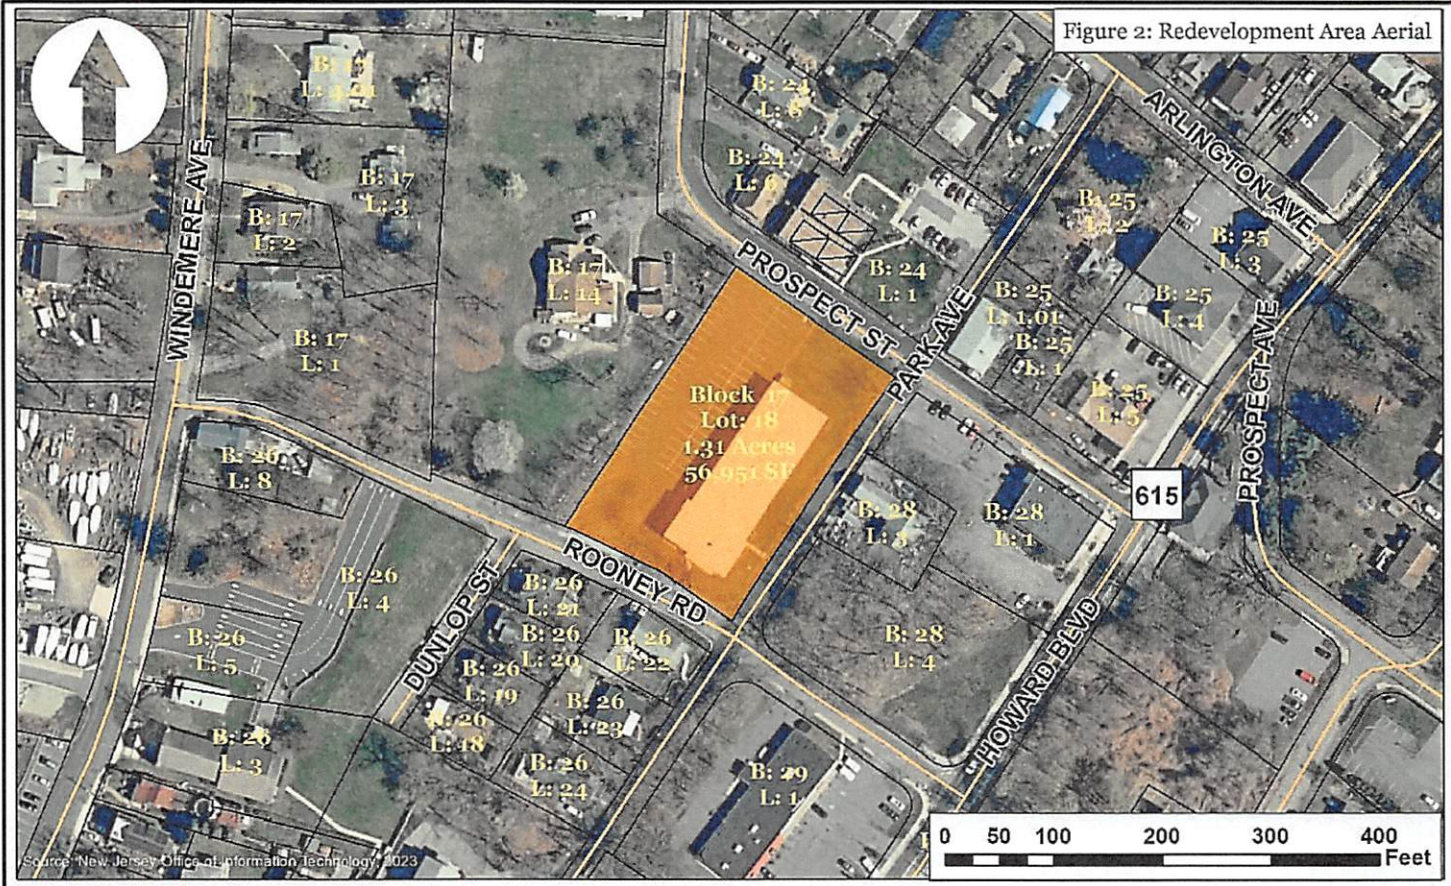 Figure 2: Redevelopment Area Aerial
ARLINGTON AVE
WINDEMERE AVE
B: 17
B: 24
B: 24
L: 6
B: 17
L: 3
B: 17
L: 2
B: 25
L: 2
B: 25
L: 3
PROSPECT ST
B: 17
L: 14
B: 24
L: 1
B: 25
L: 1.01
B: 25
L: 4
PARK AVE
B: 17
L: 1
B: 25
L: 1
B: 25
L: 5
PROSPECT AVE
Block 17
Lot: 18
1.31 Acres
56,951 SF
B: 26
L: 8
615
B: 28
L: 3
B: 28
L: 1
ROONEY RD
DUNLOP ST
B: 26
L: 4
B: 26
L: 21
B: 26
L: 20
B: 26
L: 22
B: 26
L: 5
B: 28
L: 4
HOWARD BLVD
B: 26
L: 19
B: 26
L: 23
B: 26
L: 18
B: 26
L: 3
B: 26
L: 24
B: 29
L: 1
0 50 100 200 300 400
Feet
Source: New Jersey Office of Information Technology, 2023